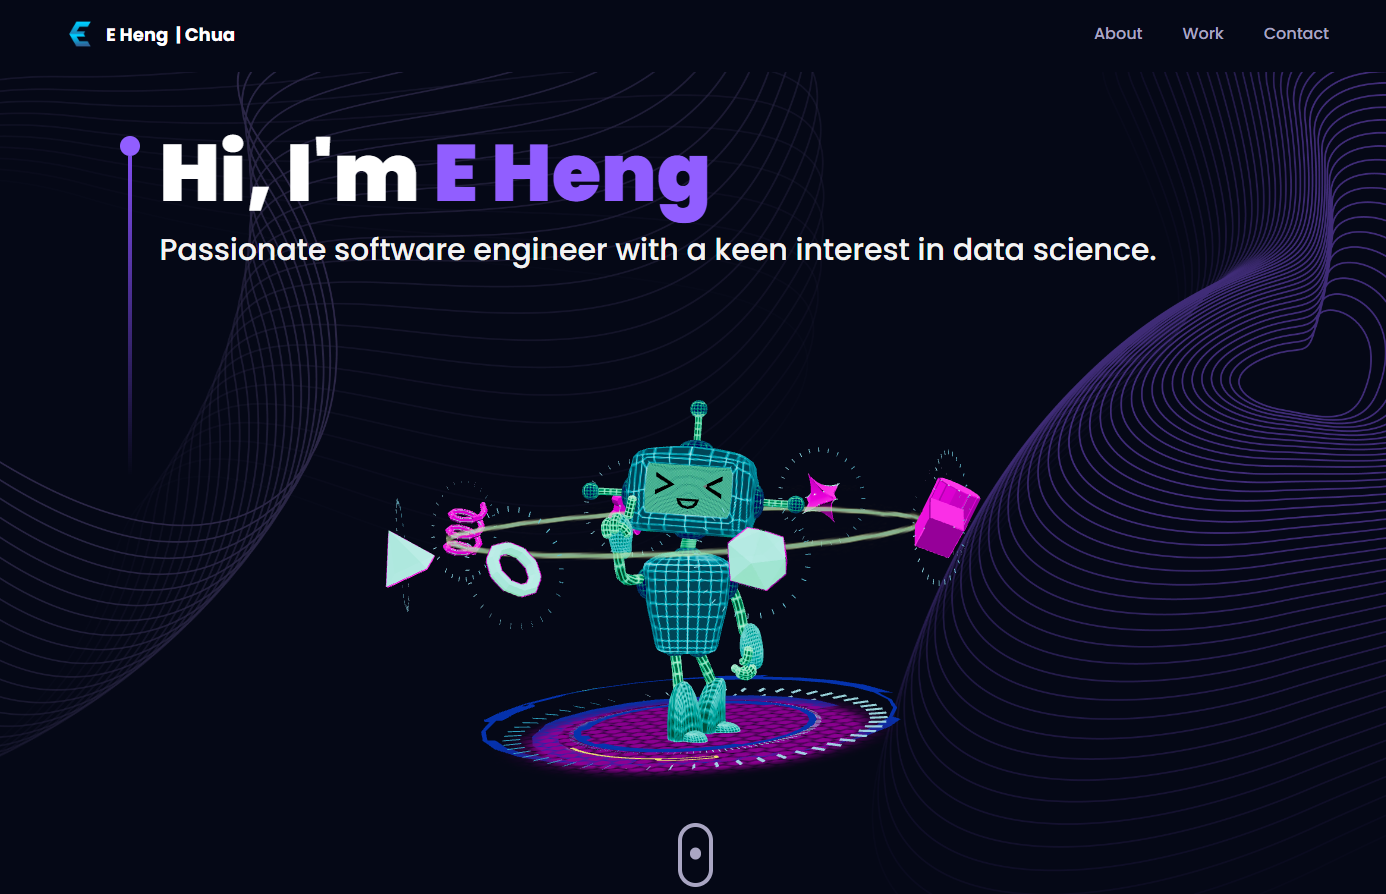 E Heng | Chua
About
Work
Contact
Hi, I'm E Heng
Passionate software engineer with a keen interest in data science.